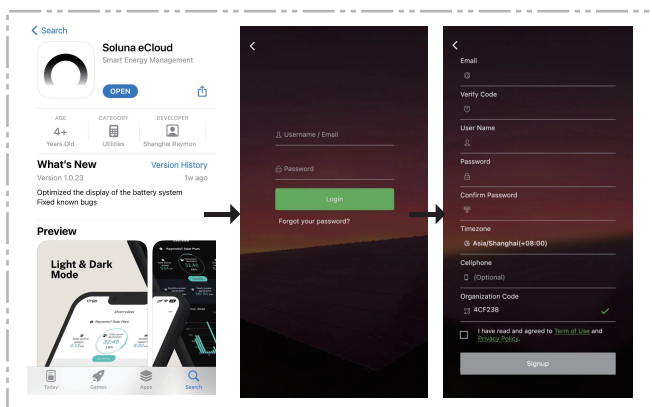 Search
Soluna eCloud
Smart Energy Management
OPEN
AGE
CATEGORY
DEVELOPER
4+
Years Old
Utilities
Shanghai Raymon
What's New
Version History
Version 1.0.23
1w ago
Optimized the display of the battery system
Fixed known bugs
Preview
Light & Dark
Mode
Overview
32.46
Today
Games
Apps
Search
Username / Email
Password
Login
Forgot your password?
Email
Verify Code
User Name
Password
Confirm Password
Timezone
Asia/Shanghai(+08:00)
Cellphone
(Optional)
Organization Code
4CF238
I have read and agreed to Term of Use and
Privacy Policy.
Signup